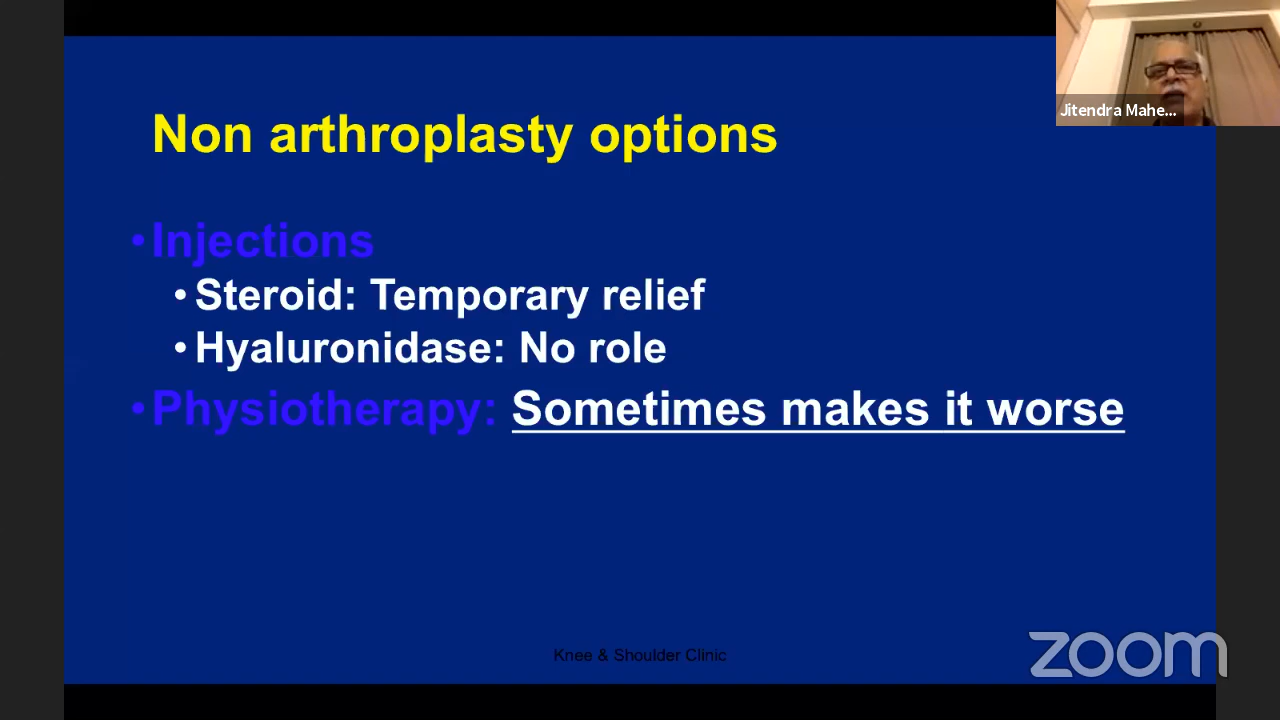 Jitendra Mahe...
Non arthroplasty options
•Injections
•Steroid: Temporary relief
•Hyaluronidase: No role
•Physiotherapy: Sometimes makes it worse
Knee & Shoulder Clinic
zoom